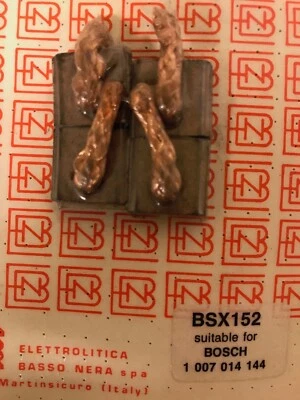 BSX152
suitable for
BOSCH
1 007 014 144
ELETTROLITICA
BASSO NERA spa
Martinsicuro (Italy)